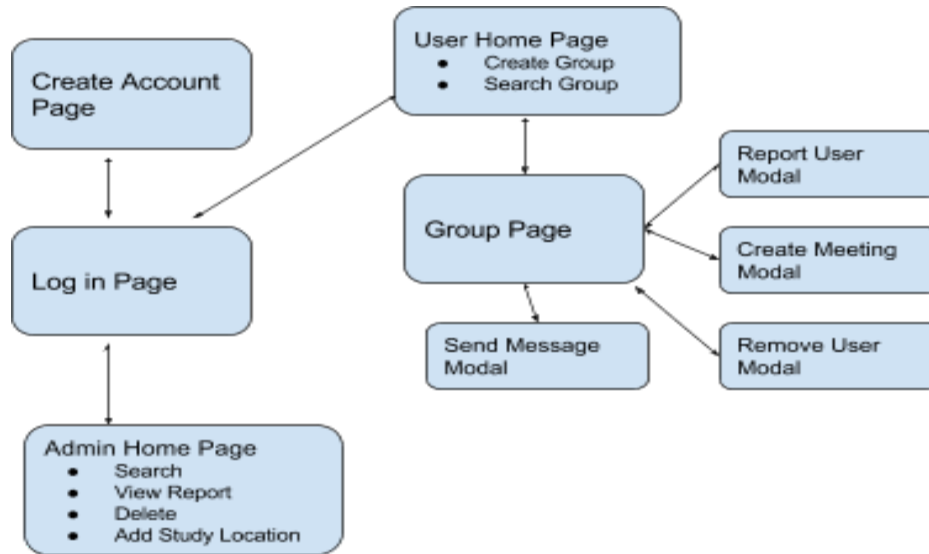 Create Account
Page
User Home Page
● Create Group
● Search Group
Log in Page
Group Page
Report User
Modal
Create Meeting
Modal
Remove User
Modal
Send Message
Modal
Admin Home Page
● Search
● View Report
● Delete
● Add Study Location